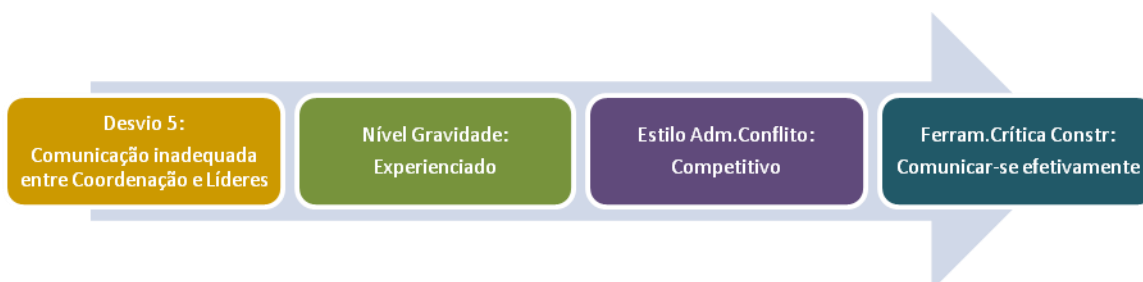 Desvio 5:
Comunicação inadequada
entre Coordenação e Líderes
Nível Gravidade:
Experienciado
Estilo Adm.Conflito:
Competitivo
Ferram.Crítica Constr:
Comunicar-se efetivamente